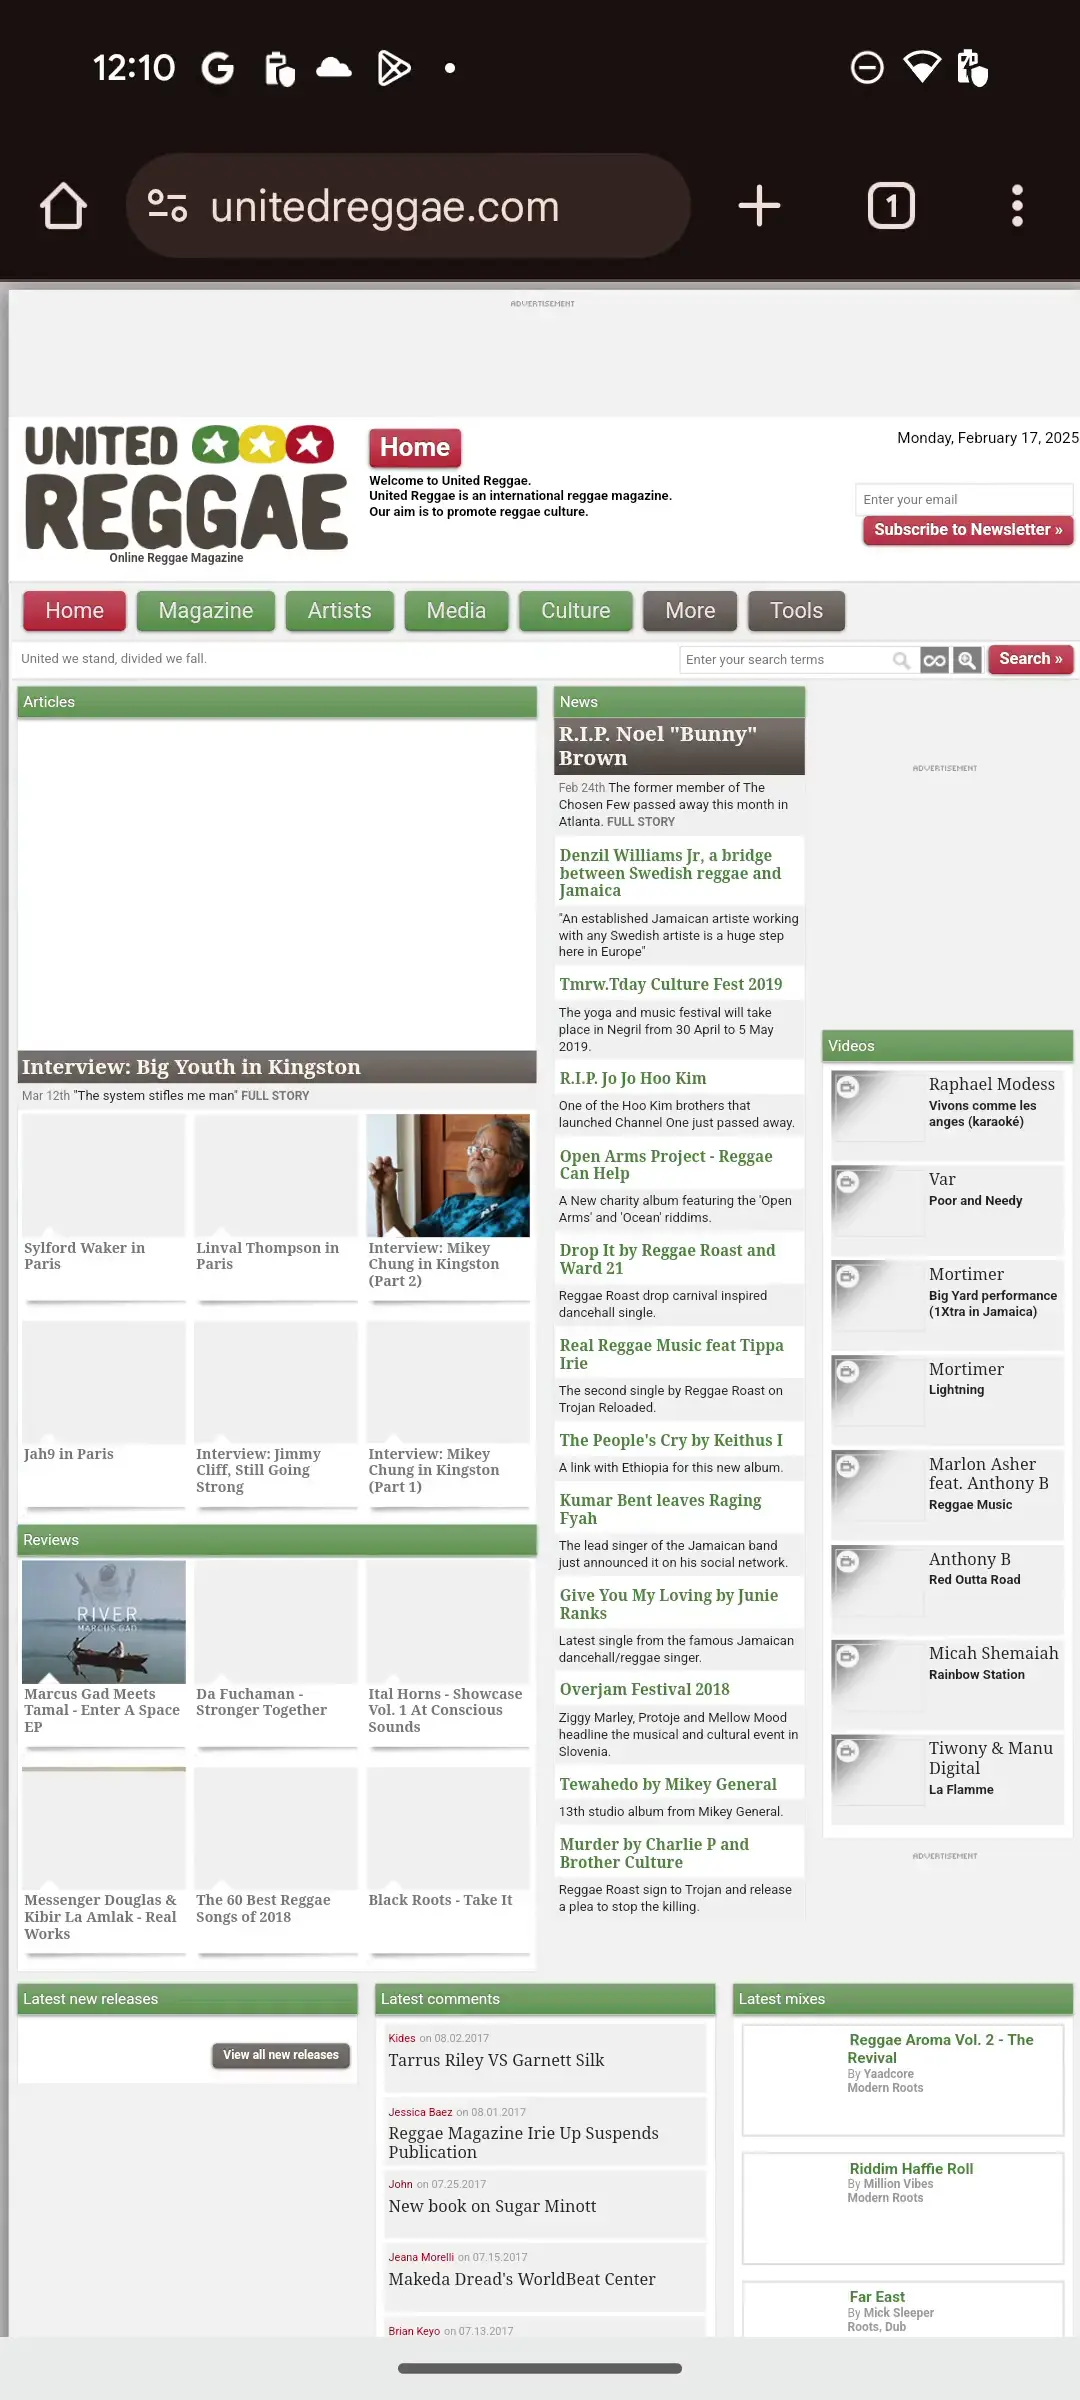 12:10
unitedreggae.com
1
ADVERTISEMENT
UNITED
REGGAE
Online Reggae Magazine
Home
Welcome to United Reggae.
United Reggae is an international reggae magazine.
Our aim is to promote reggae culture.
Monday, February 17, 2025
Enter your email
Subscribe to Newsletter »
Home
Magazine
Artists
Media
Culture
More
Tools
United we stand, divided we fall.
Enter your search terms
Search »
Articles
Interview: Big Youth in Kingston
Mar 12th "The system stifles me man" FULL STORY
Sylford Waker in
Paris
Linval Thompson in
Paris
Interview: Mikey
Chung in Kingston
(Part 2)
Jah9 in Paris
Interview: Jimmy
Cliff, Still Going
Strong
Interview: Mikey
Chung in Kingston
(Part 1)
Reviews
RIVER
MARCUS GAD
Marcus Gad Meets
Tamal - Enter A Space
EP
Da Fuchaman -
Stronger Together
Ital Horns - Showcase
Vol. 1 At Conscious
Sounds
Messenger Douglas &
Kibir La Amlak - Real
Works
The 60 Best Reggae
Songs of 2018
Black Roots - Take It
News
R.I.P. Noel "Bunny"
Brown
Feb 24th The former member of The
Chosen Few passed away this month in
Atlanta. FULL STORY
Denzil Williams Jr, a bridge
between Swedish reggae and
Jamaica
"An established Jamaican artiste working
with any Swedish artiste is a huge step
here in Europe"
Tmrw.Tday Culture Fest 2019
The yoga and music festival will take
place in Negril from 30 April to 5 May
2019.
R.I.P. Jo Jo Hoo Kim
One of the Hoo Kim brothers that
launched Channel One just passed away.
Open Arms Project - Reggae
Can Help
A New charity album featuring the 'Open
Arms' and 'Ocean' riddims.
Drop It by Reggae Roast and
Ward 21
Reggae Roast drop carnival inspired
dancehall single.
Real Reggae Music feat Tippa
Irie
The second single by Reggae Roast on
Trojan Reloaded.
The People's Cry by Keithus I
A link with Ethiopia for this new album.
Kumar Bent leaves Raging
Fyah
The lead singer of the Jamaican band
just announced it on his social network.
Give You My Loving by Junie
Ranks
Latest single from the famous Jamaican
dancehall/reggae singer.
Overjam Festival 2018
Ziggy Marley, Protoje and Mellow Mood
headline the musical and cultural event in
Slovenia.
Tewahedo by Mikey General
13th studio album from Mikey General.
Murder by Charlie P and
Brother Culture
Reggae Roast sign to Trojan and release
a plea to stop the killing.
ADVERTISEMENT
Videos
Raphael Modess
Vivons comme les
anges (karaoké)
Var
Poor and Needy
Mortimer
Big Yard performance
(1Xtra in Jamaica)
Mortimer
Lightning
Marlon Asher
feat. Anthony B
Reggae Music
Anthony B
Red Outta Road
Micah Shemaiah
Rainbow Station
Tiwony & Manu
Digital
La Flamme
ADVERTISEMENT
Latest new releases
View all new releases
Latest comments
Kides on 08.02.2017
Tarrus Riley VS Garnett Silk
Jessica Baez on 08.01.2017
Reggae Magazine Irie Up Suspends
Publication
John on 07.25.2017
New book on Sugar Minott
Jeana Morelli on 07.15.2017
Makeda Dread's WorldBeat Center
Brian Keyo on 07.13.2017
Latest mixes
Reggae Aroma Vol. 2 - The
Revival
By Yaadcore
Modern Roots
Riddim Haffie Roll
By Million Vibes
Modern Roots
Far East
By Mick Sleeper
Roots, Dub